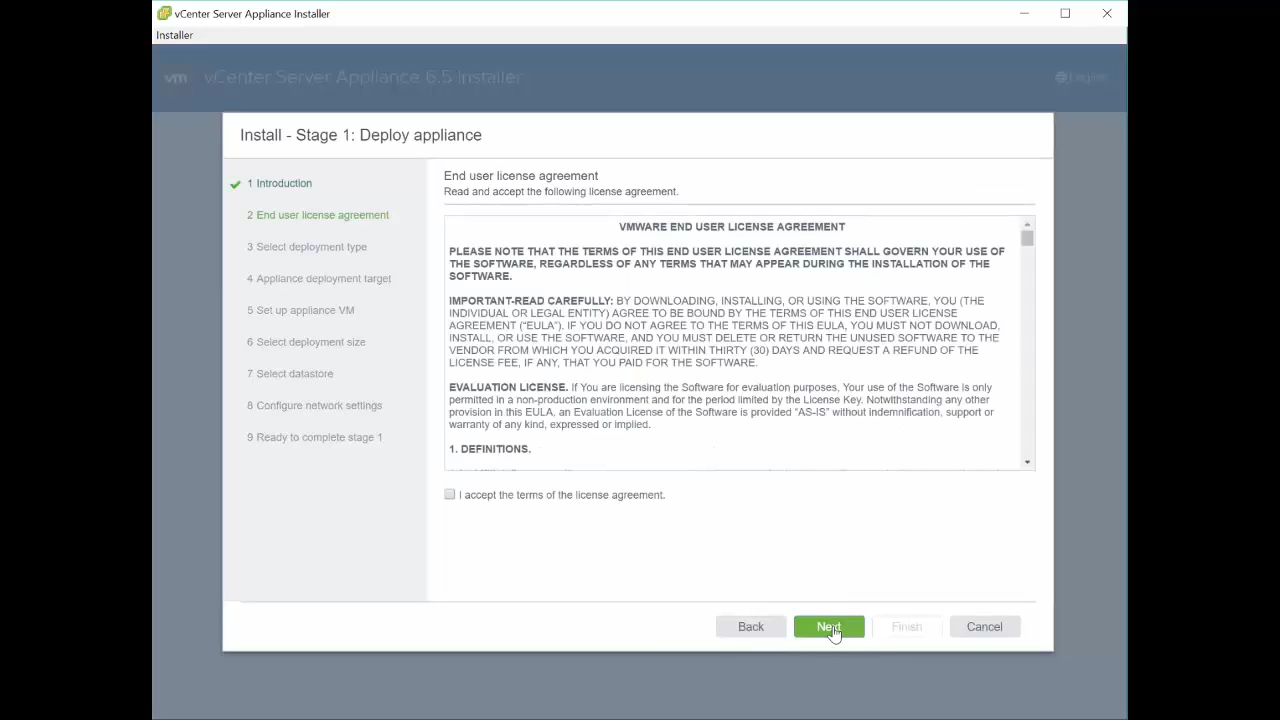 vCenter Server Appliance Installer
Installer
vm vCenter Server Appliance 6.5 Installer
English
Install - Stage 1: Deploy appliance
1 Introduction
2 End user license agreement
3 Select deployment type
4 Appliance deployment target
5 Set up appliance VM
6 Select deployment size
7 Select datastore
8 Configure network settings
9 Ready to complete stage 1
End user license agreement
Read and accept the following license agreement.
VMWARE END USER LICENSE AGREEMENT
PLEASE NOTE THAT THE TERMS OF THIS END USER LICENSE AGREEMENT SHALL GOVERN YOUR USE OF
THE SOFTWARE, REGARDLESS OF ANY TERMS THAT MAY APPEAR DURING THE INSTALLATION OF THE
SOFTWARE.
IMPORTANT-READ CAREFULLY: BY DOWNLOADING, INSTALLING, OR USING THE SOFTWARE, YOU (THE
INDIVIDUAL OR LEGAL ENTITY) AGREE TO BE BOUND BY THE TERMS OF THIS END USER LICENSE
AGREEMENT (“EULA”). IF YOU DO NOT AGREE TO THE TERMS OF THIS EULA, YOU MUST NOT DOWNLOAD,
INSTALL, OR USE THE SOFTWARE, AND YOU MUST DELETE OR RETURN THE UNUSED SOFTWARE TO THE
VENDOR FROM WHICH YOU ACQUIRED IT WITHIN THIRTY (30) DAYS AND REQUEST A REFUND OF THE
LICENSE FEE, IF ANY, THAT YOU PAID FOR THE SOFTWARE.
EVALUATION LICENSE. If You are licensing the Software for evaluation purposes, Your use of the Software is only
permitted in a non-production environment and for the period limited by the License Key. Notwithstanding any other
provision in this EULA, an Evaluation License of the Software is provided “AS-IS” without indemnification, support or
warranty of any kind, expressed or implied.
1. DEFINITIONS.
I accept the terms of the license agreement.
Back
Next
Finish
Cancel